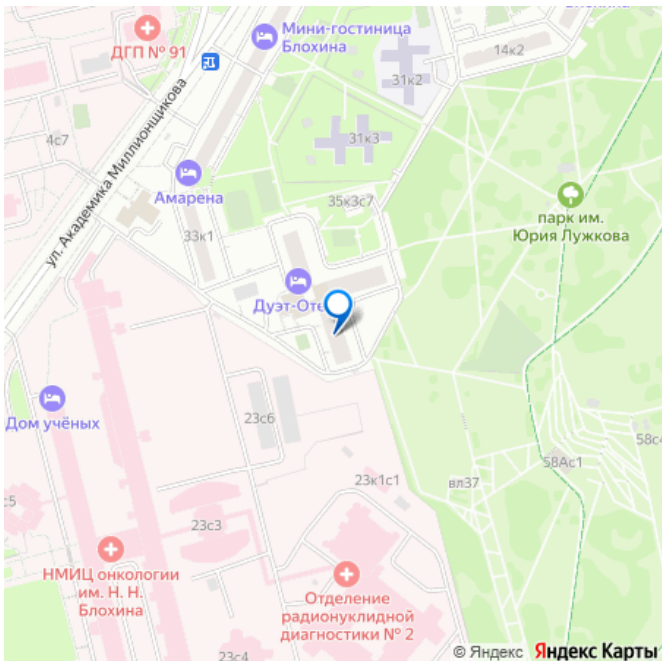 Мини-гостиница
Блохина
ДГП № 91
14к2
31к2
4с7
ул. Академика Миллионщикова
31к3
Амарена
35к3с7
парк им.
Юрия Лужкова
33к1
Дуэт-Оте
Дом учёных
23с6
58с4
58Ас1
23к1с1
вл37
с5
23с3
НМИЦ онкологии
им. Н. Н.
Блохина
Отделение
радионуклидной
диагностики № 2
23с4
© Яндекс Яндекс Карты